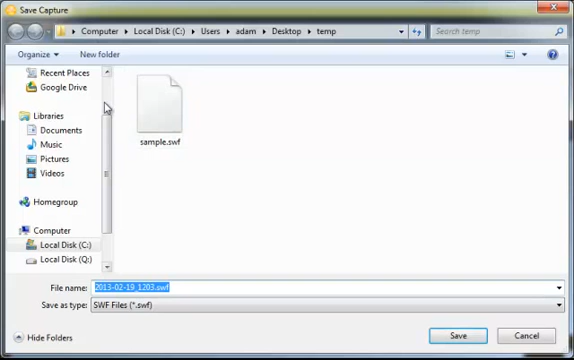 Save Capture
Computer ▸ Local Disk (C:) ▸ Users ▸ adam ▸ Desktop ▸ temp
Search temp
Organize
New folder
Recent Places
Google Drive
Libraries
Documents
Music
Pictures
Videos
Homegroup
Computer
Local Disk (C:)
Local Disk (Q:)
sample.swf
File name: 2013-02-19_1203.swf
Save as type: SWF Files (*.swf)
Hide Folders
Save
Cancel